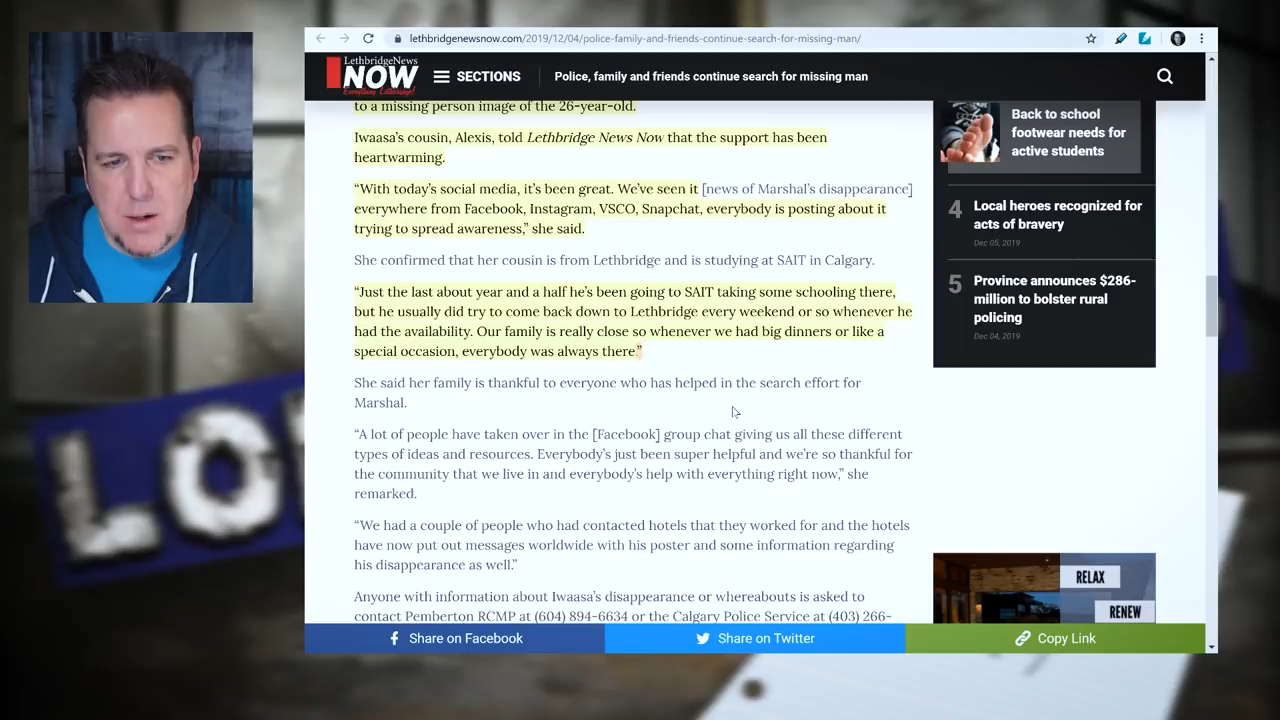 lethbridgenewsnow.com/2019/12/04/police-family-and-friends-continue-search-for-missing-man/
LethbridgeNews
NOW
Everything Lethbridge!
SECTIONS
Police, family and friends continue search for missing man
to a missing person image of the 26-year-old.
Iwaasa’s cousin, Alexis, told Lethbridge News Now that the support has been
heartwarming.
“With today’s social media, it’s been great. We’ve seen it [news of Marshal’s disappearance]
everywhere from Facebook, Instagram, VSCO, Snapchat, everybody is posting about it
trying to spread awareness,” she said.
She confirmed that her cousin is from Lethbridge and is studying at SAIT in Calgary.
“Just the last about year and a half he’s been going to SAIT taking some schooling there,
but he usually did try to come back down to Lethbridge every weekend or so whenever he
had the availability. Our family is really close so whenever we had big dinners or like a
special occasion, everybody was always there.”
She said her family is thankful to everyone who has helped in the search effort for
Marshal.
“A lot of people have taken over in the [Facebook] group chat giving us all these different
types of ideas and resources. Everybody’s just been super helpful and we’re so thankful for
the community that we live in and everybody’s help with everything right now,” she
remarked.
“We had a couple of people who had contacted hotels that they worked for and the hotels
have now put out messages worldwide with his poster and some information regarding
his disappearance as well.”
Anyone with information about Iwaasa’s disappearance or whereabouts is asked to
contact Pemberton RCMP at (604) 894-6634 or the Calgary Police Service at (403) 266-
Back to school
footwear needs for
active students
4
Local heroes recognized for
acts of bravery
Dec 05, 2019
5
Province announces $286-
million to bolster rural
policing
Dec 04, 2019
RELAX
RENEW
Share on Facebook
Share on Twitter
Copy Link